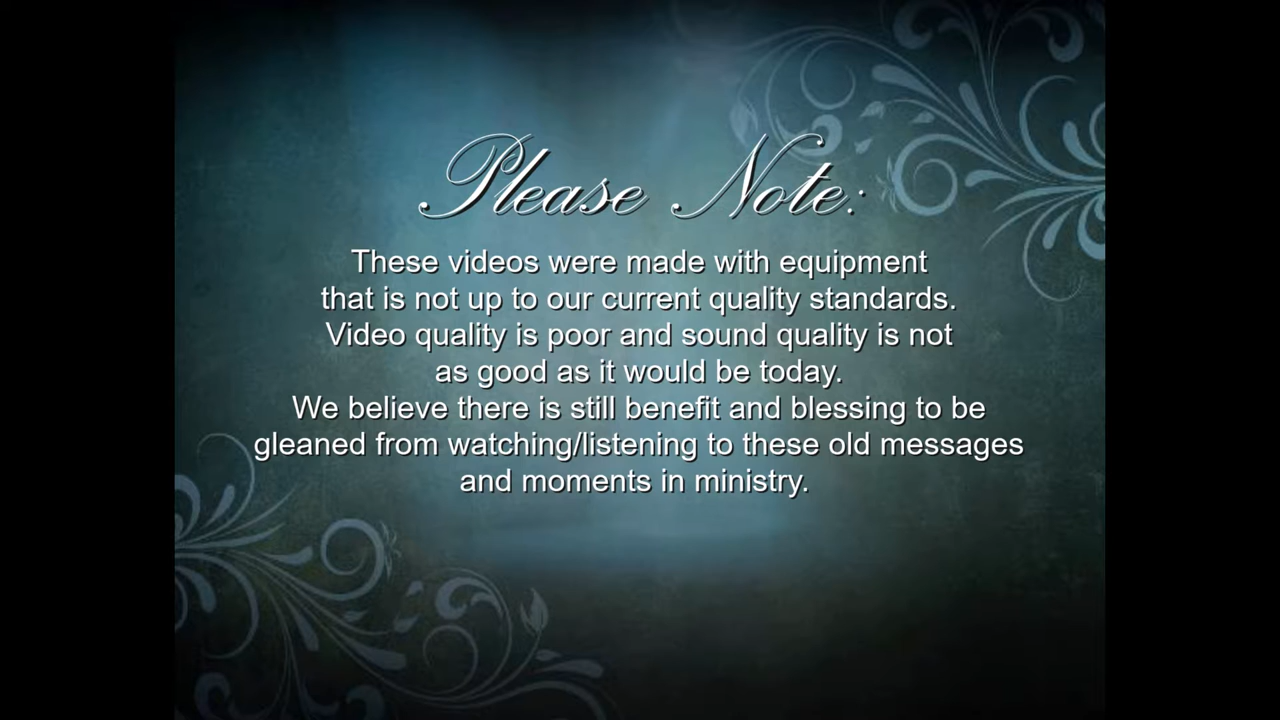 Please Note:
These videos were made with equipment
that is not up to our current quality standards.
Video quality is poor and sound quality is not
as good as it would be today.
We believe there is still benefit and blessing to be
gleaned from watching/listening to these old messages
and moments in ministry.